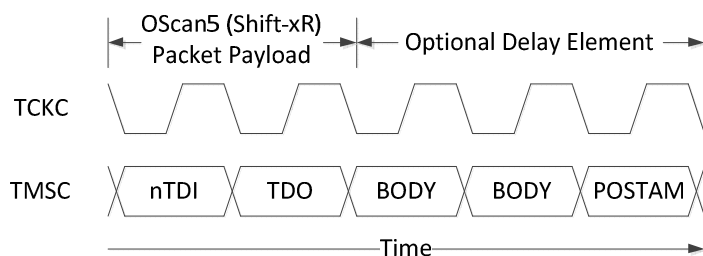 OScan5 (Shift-xR)
Packet Payload
Optional Delay Element
TCKC
TMSC
nTDI
TDO
BODY
BODY
POSTAM
Time